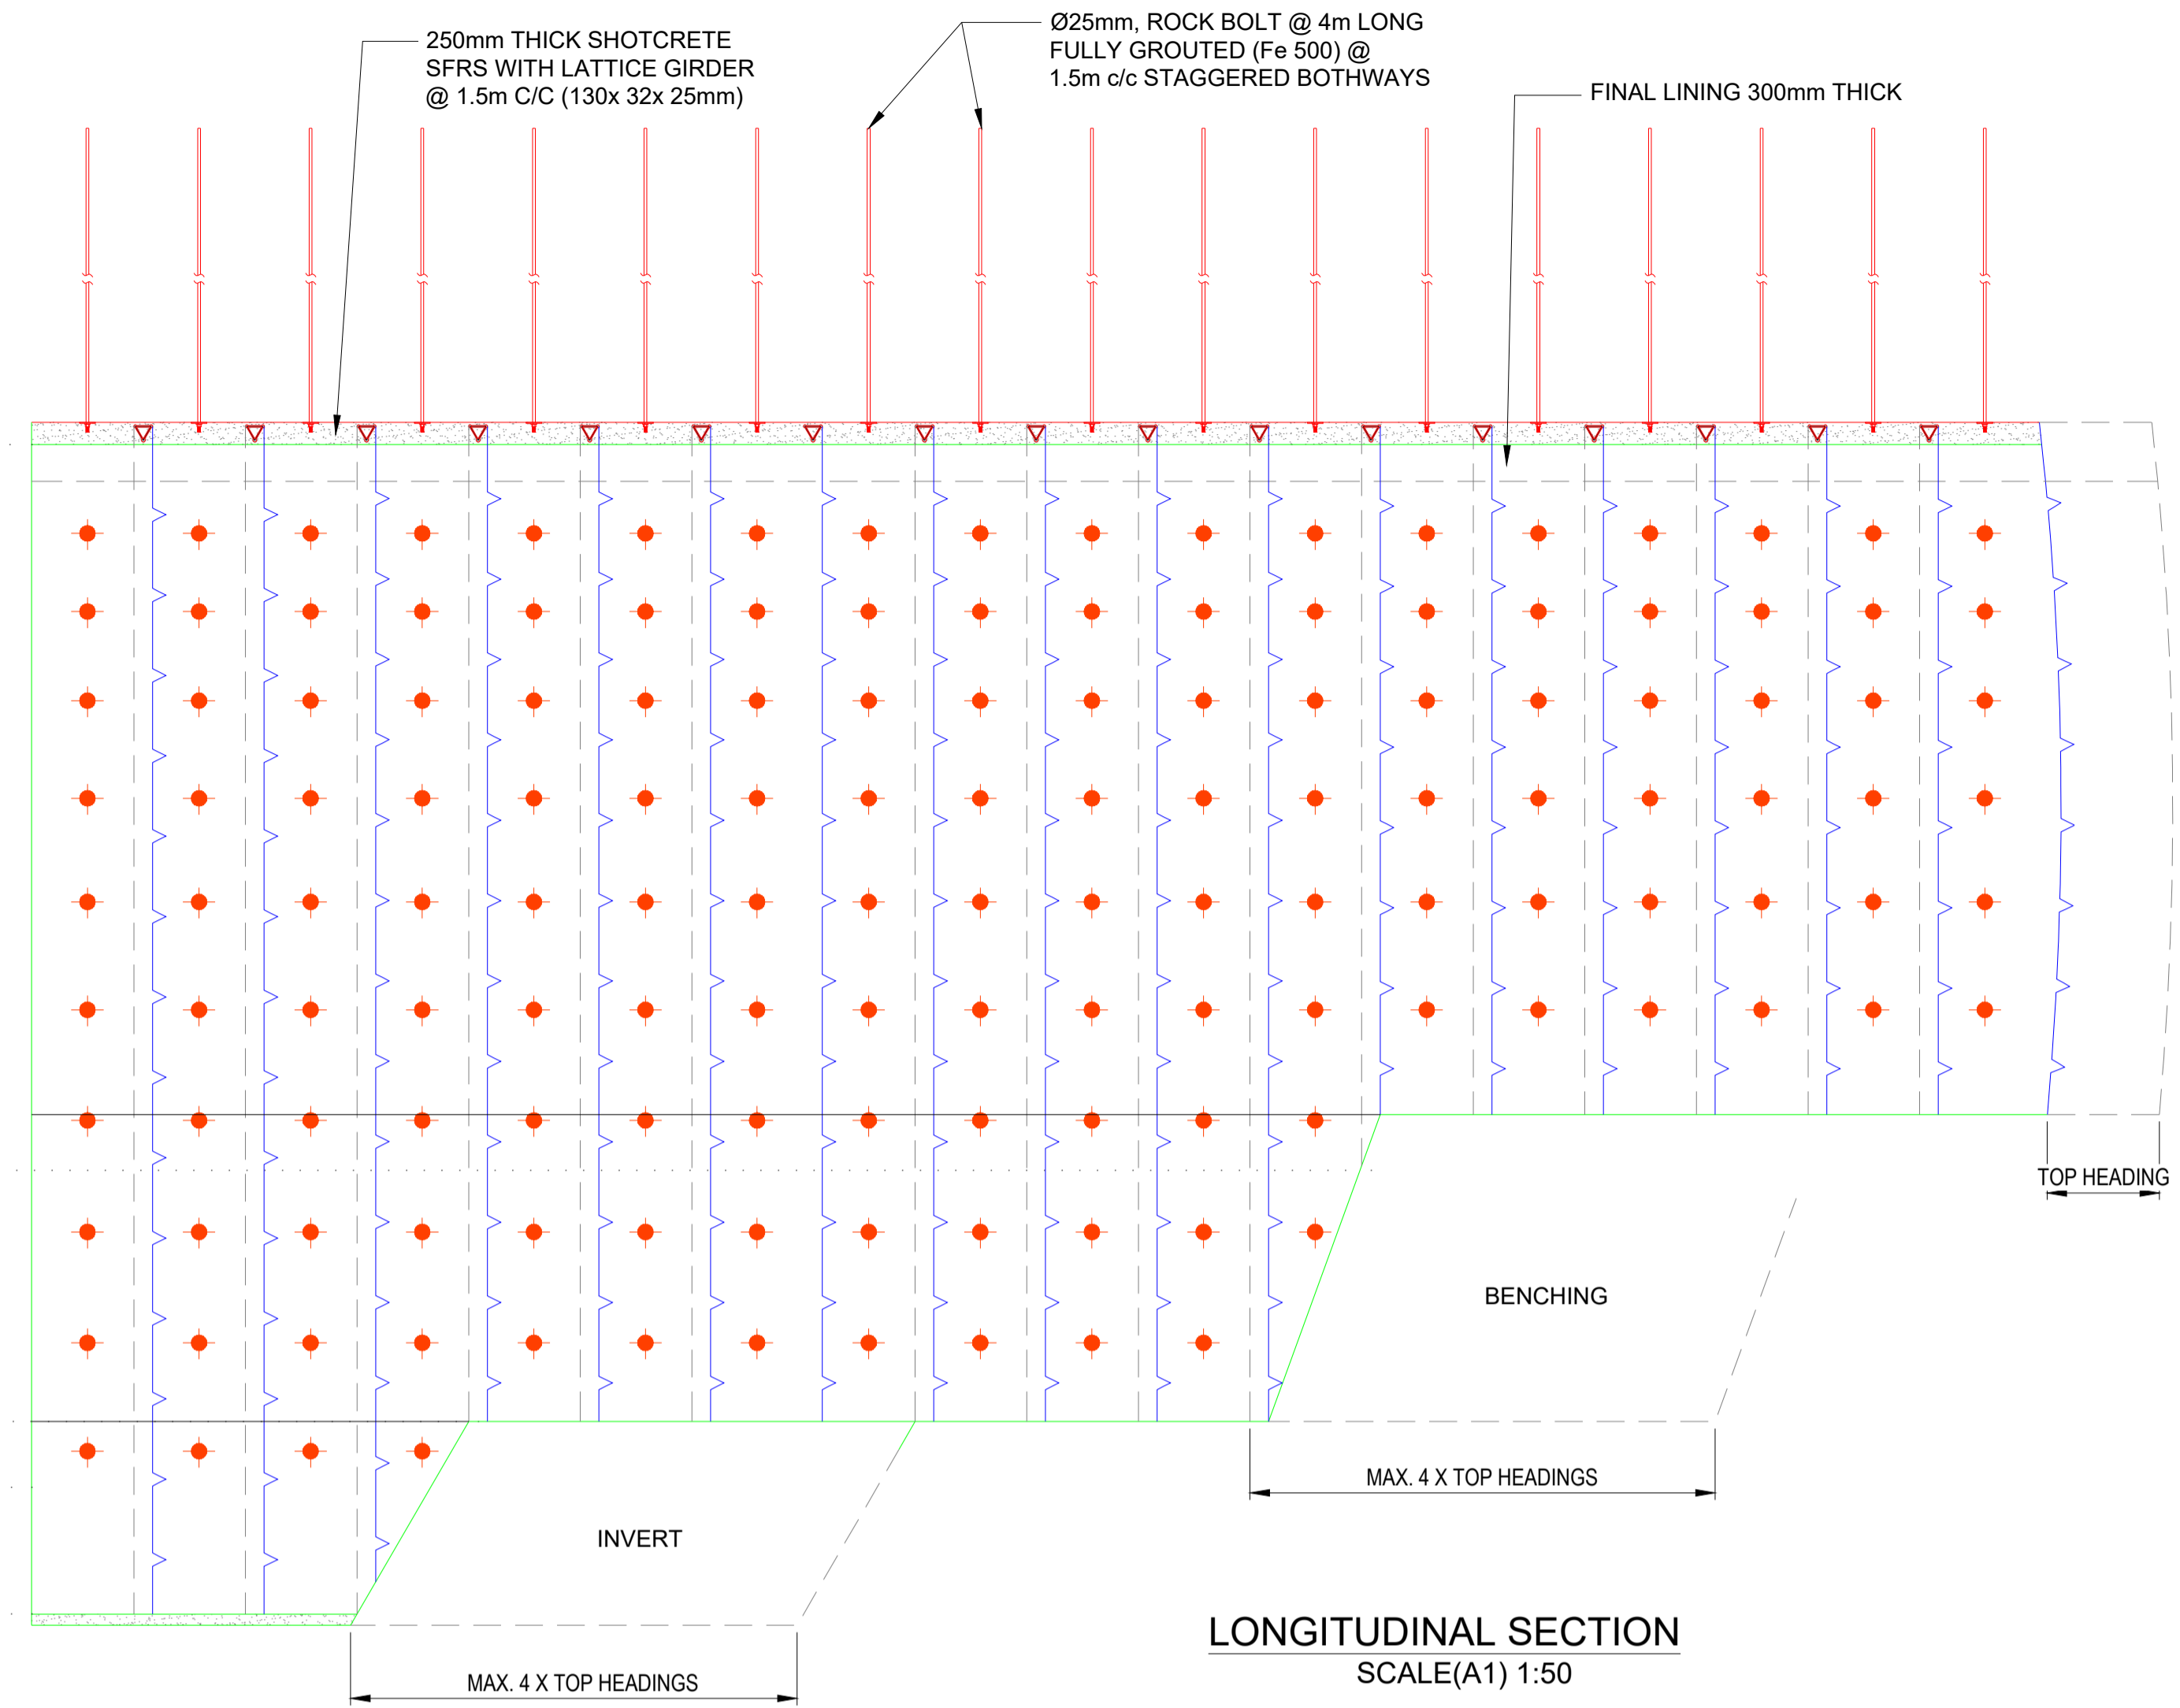 250mm THICK SHOTCRETE
SFRS WITH LATTICE GIRDER
@ 1.5m C/C (130x 32x 25mm)
Ø25mm, ROCK BOLT @ 4m LONG
FULLY GROUTED (Fe 500) @
1.5m c/c STAGGERED BOTHWAYS
FINAL LINING 300mm THICK
TOP HEADING
BENCHING
MAX. 4 X TOP HEADINGS
INVERT
MAX. 4 X TOP HEADINGS
LONGITUDINAL SECTION
SCALE(A1) 1:50